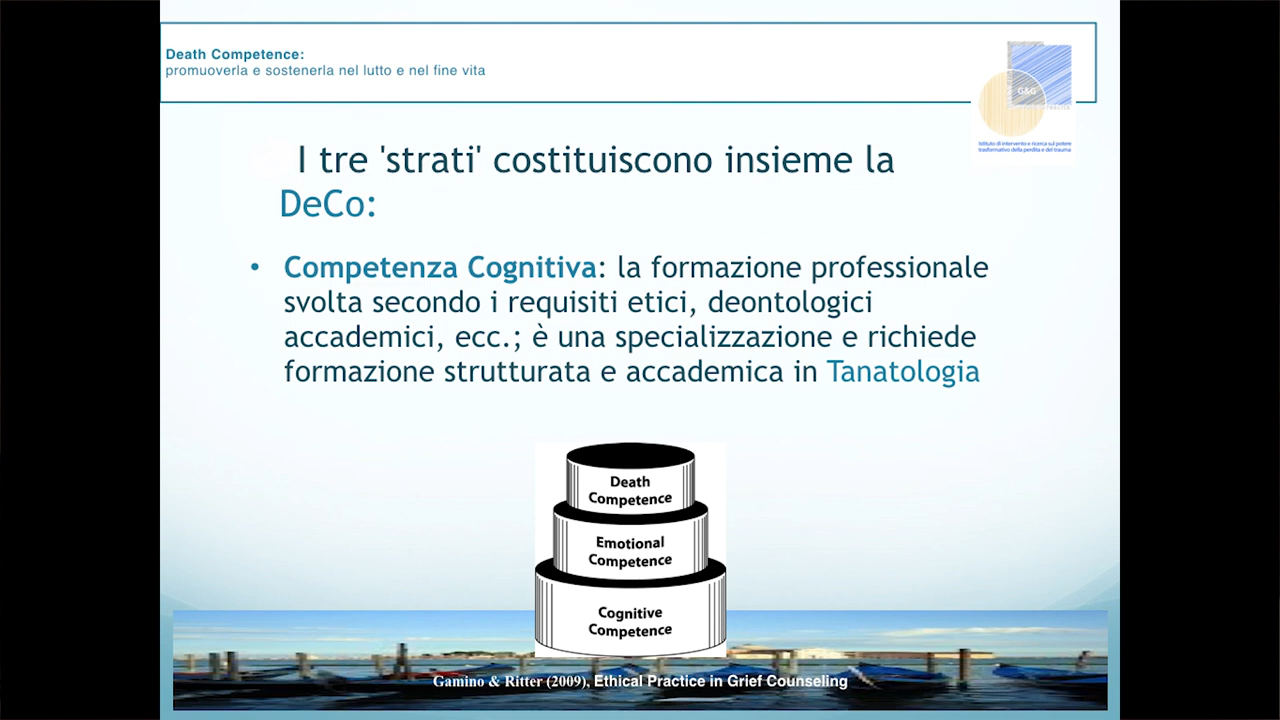 Death Competence:
promuoverla e sostenerla nel lutto e nel fine vita
G&G
Istituto di intervento e ricerca sul potere
trasformativo della perdita e del trauma
I tre 'strati' costituiscono insieme la
DeCo:
• Competenza Cognitiva: la formazione professionale
svolta secondo i requisiti etici, deontologici
accademici, ecc.; è una specializzazione e richiede
formazione strutturata e accademica in Tanatologia
Death
Competence
Emotional
Competence
Cognitive
Competence
Gamino & Ritter (2009), Ethical Practice in Grief Counseling